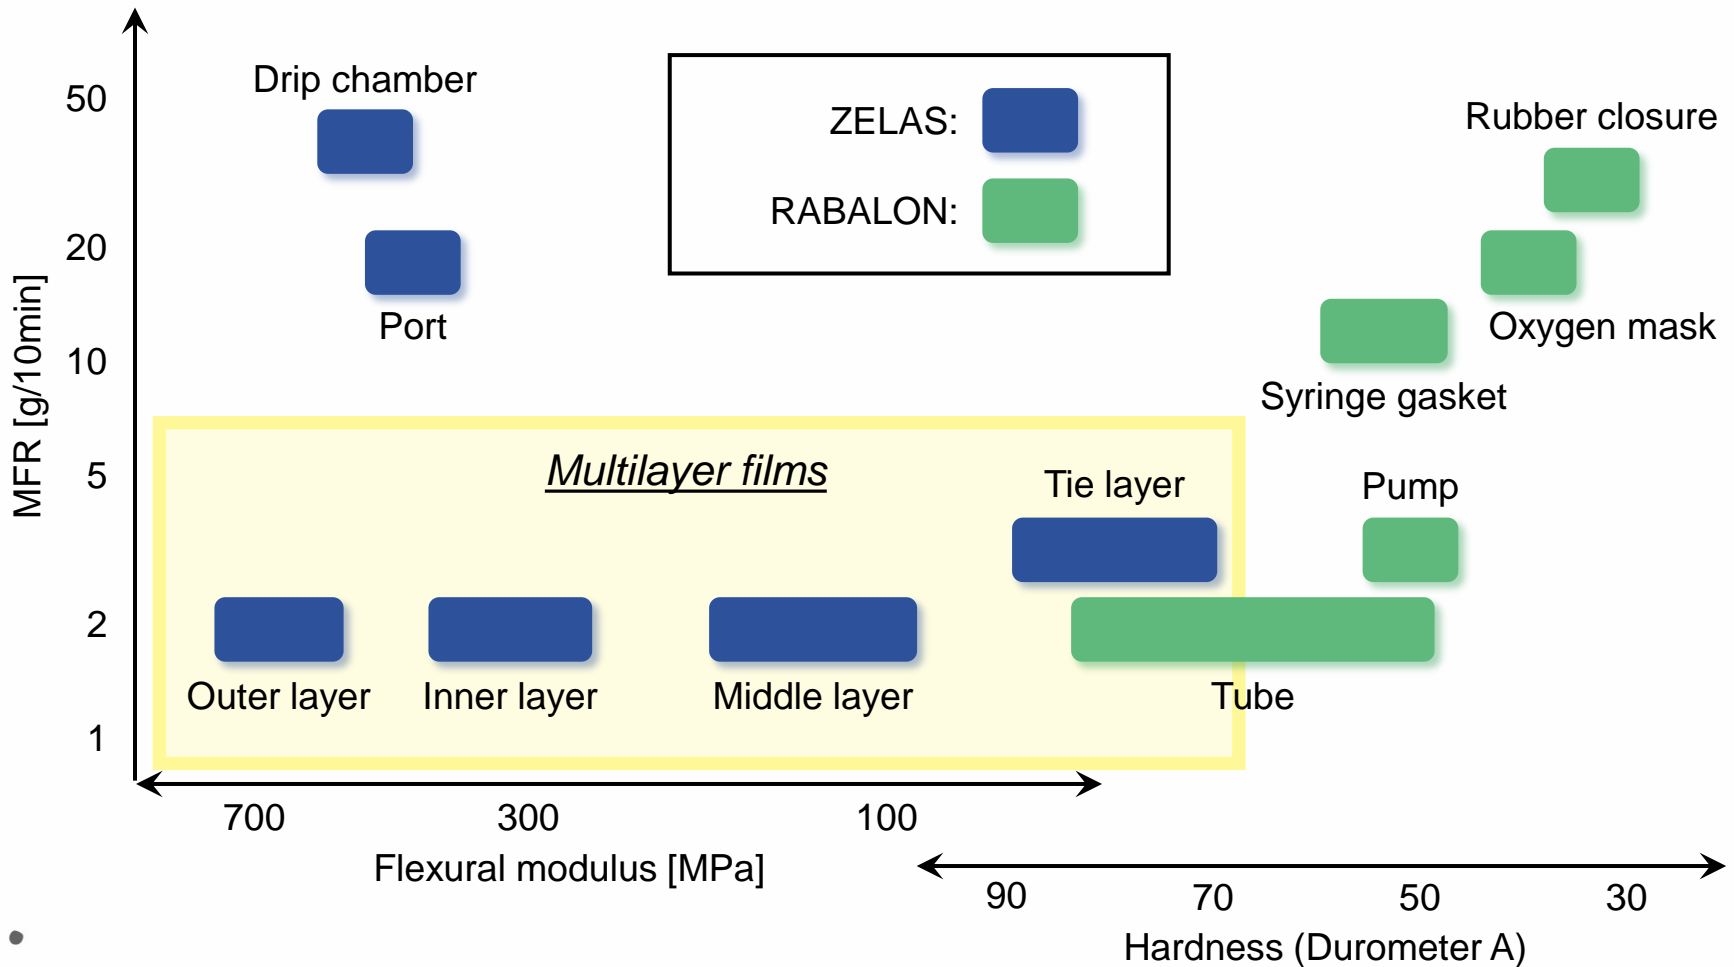 Drip chamber
50
ZELAS:
Rubber closure
RABALON:
20
Port
Oxygen mask
MFR [g/10min]
10
Syringe gasket
Multilayer films
5
Tie layer
Pump
2
Outer layer
Inner layer
Middle layer
Tube
1
700
300
100
Flexural modulus [MPa]
90
70
50
30
Hardness (Durometer A)